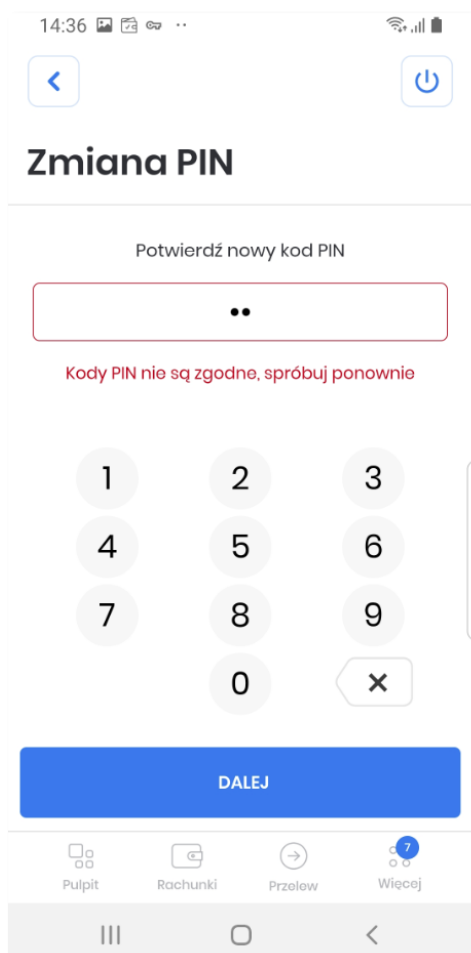 14:36
Zmiana PIN
Potwierdź nowy kod PIN
••
Kody PIN nie są zgodne, spróbuj ponownie
1 2 3
4 5 6
7 8 9
0
DALEJ
7
Pulpit Rachunki Przelew Więcej